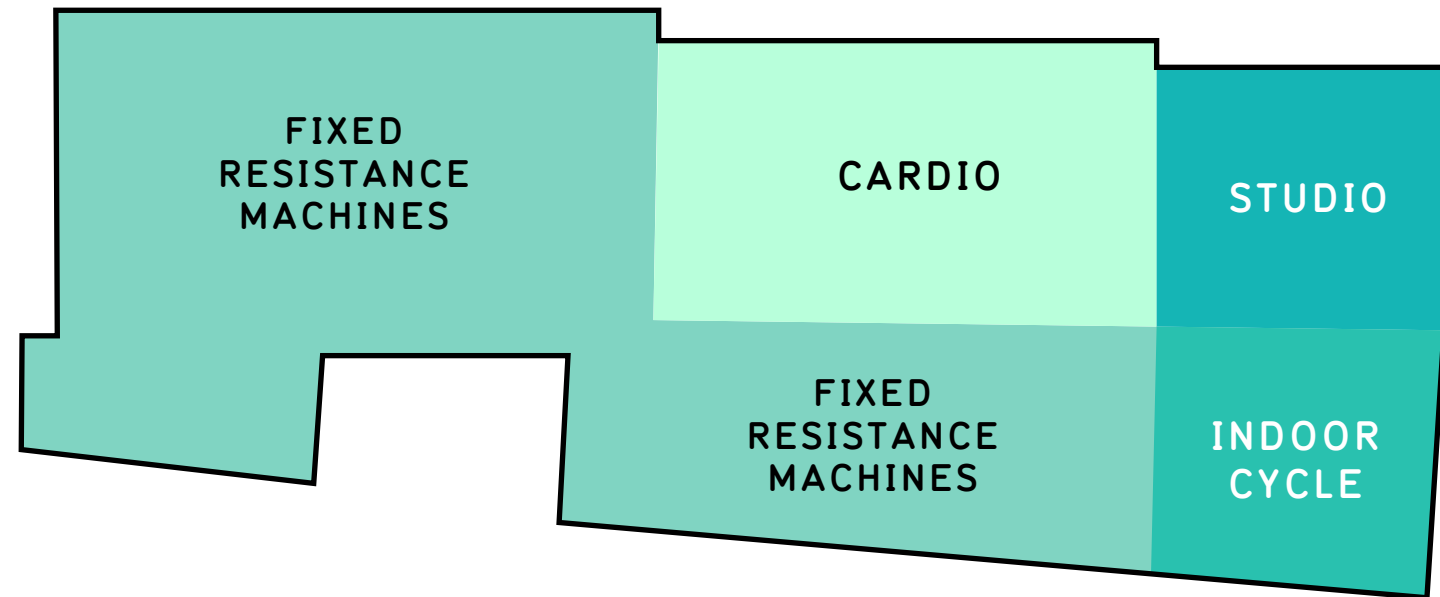 FIXED
RESISTANCE
MACHINES
CARDIO
STUDIO
FIXED
RESISTANCE
MACHINES
INDOOR
CYCLE